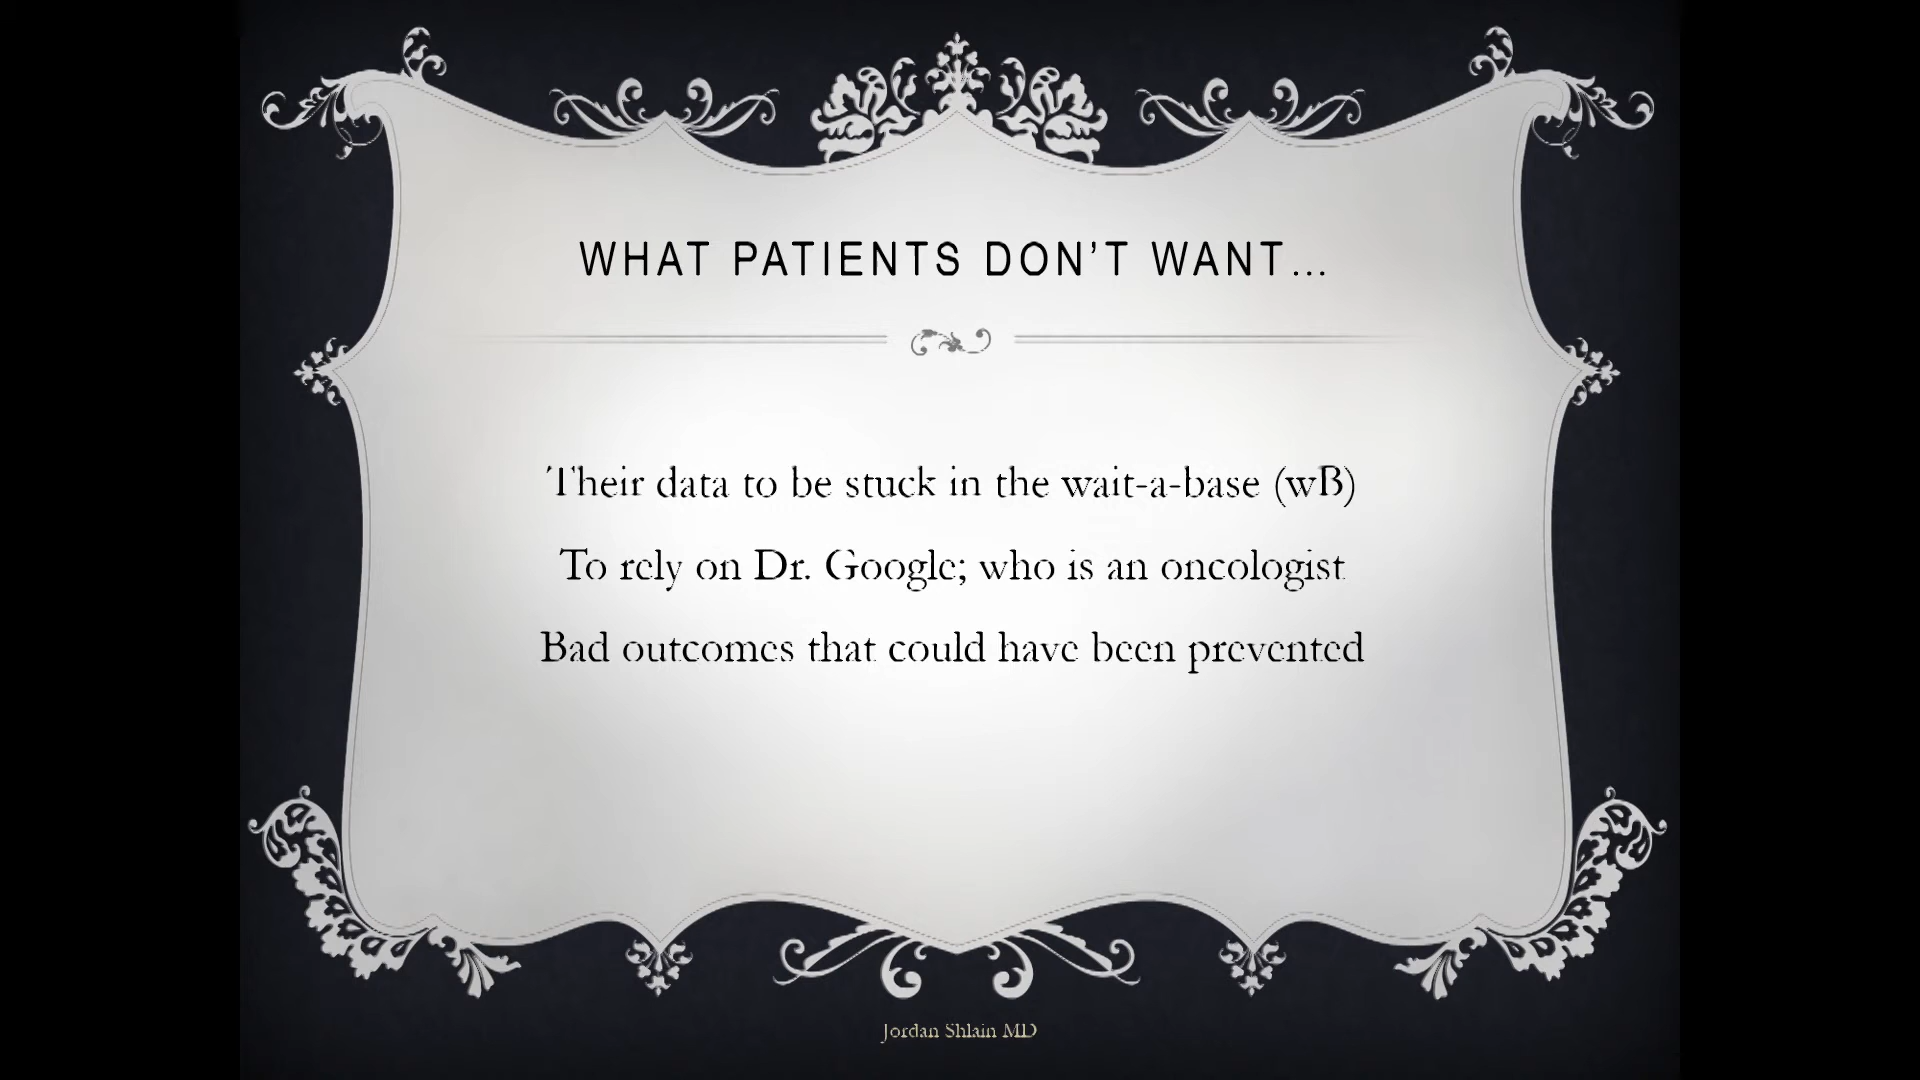 WHAT PATIENTS DON'T WANT...
Their data to be stuck in the wait-a-base (wB)
To rely on Dr. Google; who is an oncologist
Bad outcomes that could have been prevented
Jordan Shlain MD